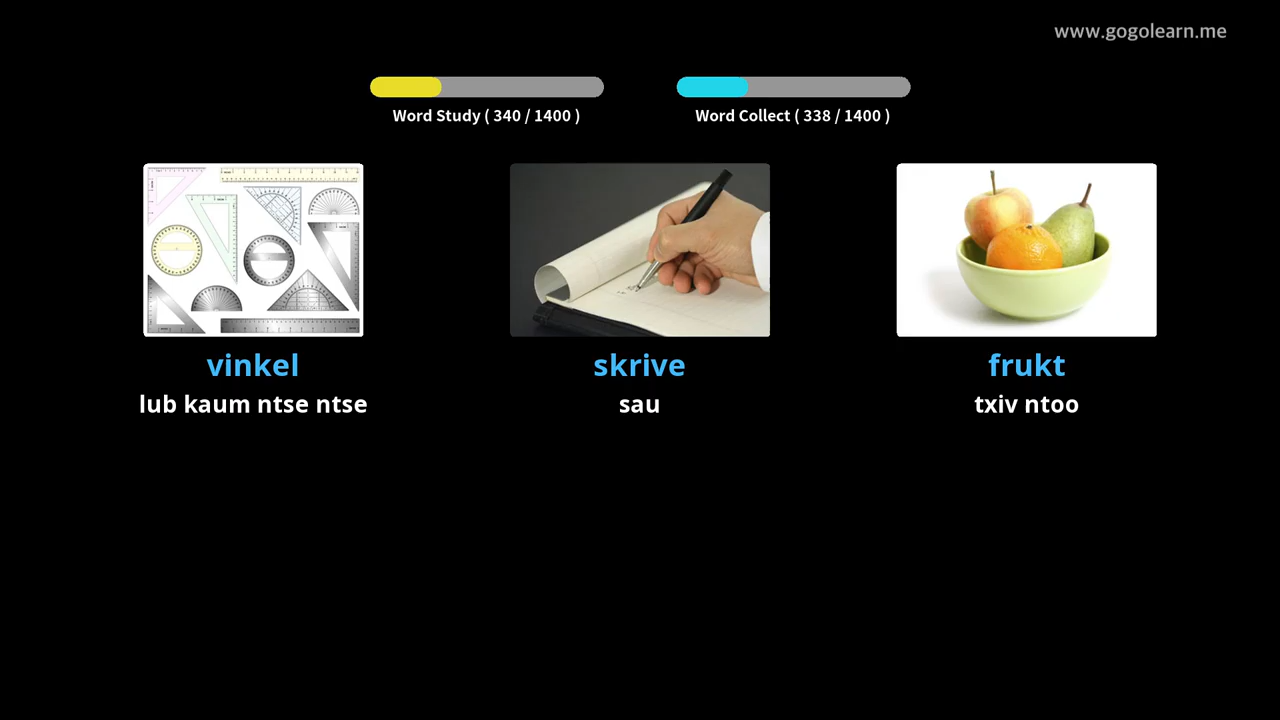 www.gogolearn.me
Word Study ( 340 / 1400 )
Word Collect ( 338 / 1400 )
vinkel
lub kaum ntse ntse
skrive
sau
frukt
txiv ntoo